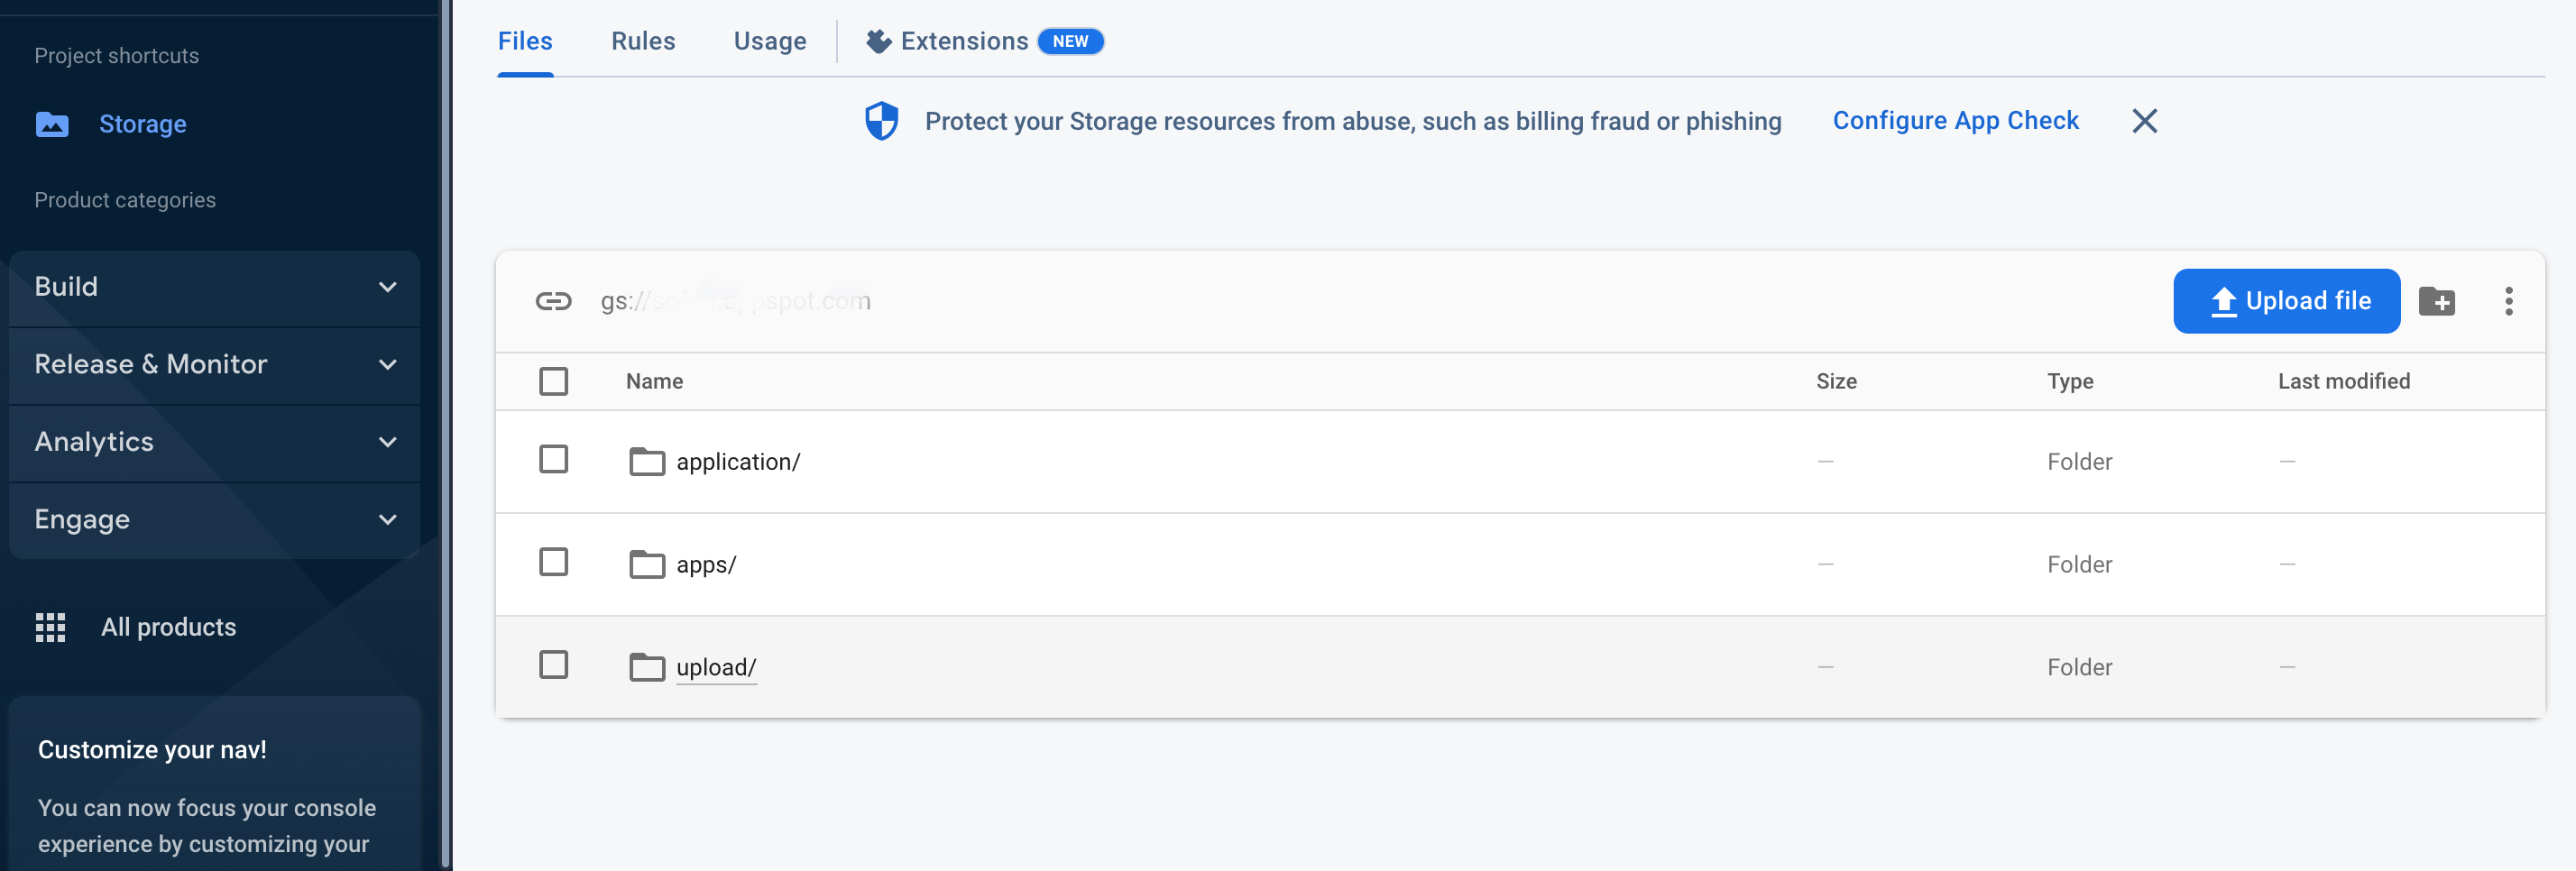 Project shortcuts
Storage
Product categories
Build
Release & Monitor
Analytics
Engage
All products
Customize your nav!
You can now focus your console
experience by customizing your
Files Rules Usage Extensions NEW
Protect your Storage resources from abuse, such as billing fraud or phishing Configure App Check
gs:// Upload file
Name Size Type Last modified
application/ — Folder —
apps/ — Folder —
upload/ — Folder —